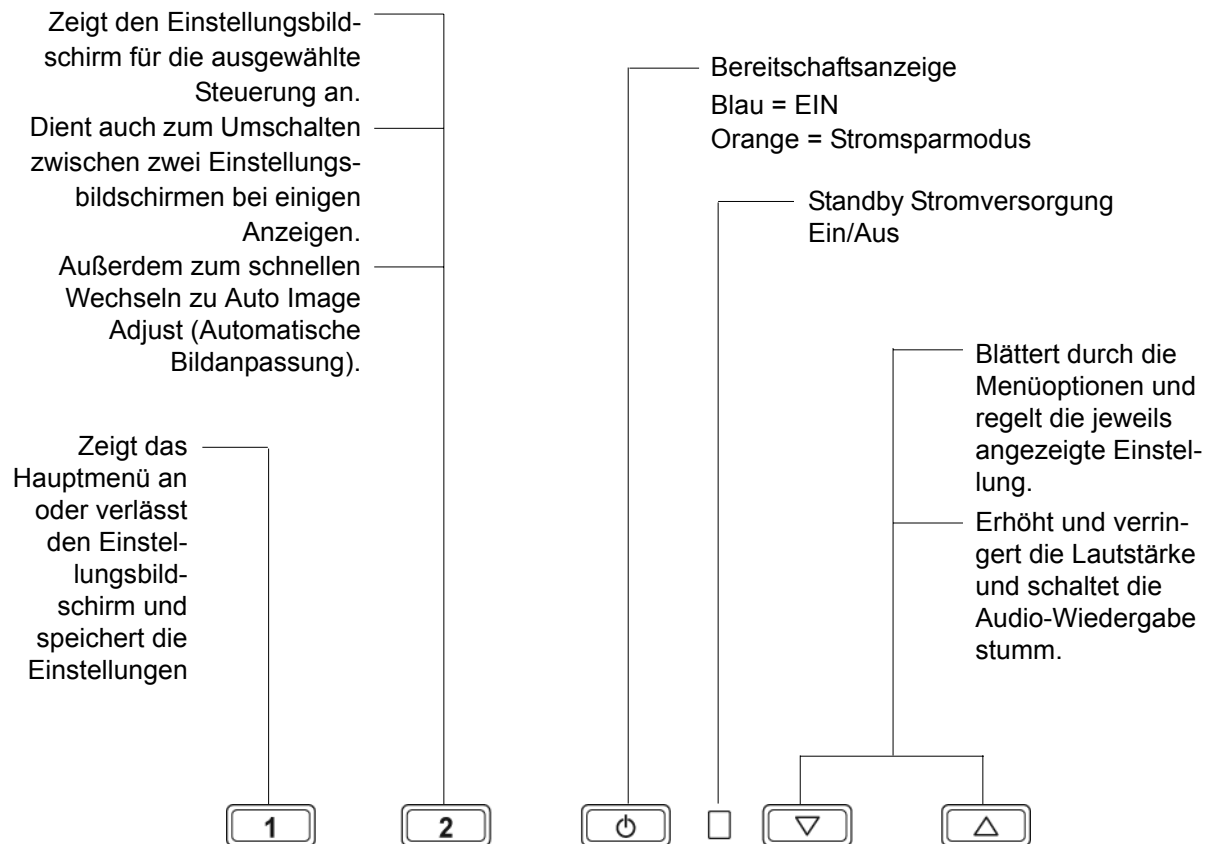 Zeigt den Einstellungsbild-
schirm für die ausgewählte
Steuerung an.
Dient auch zum Umschalten
zwischen zwei Einstellungs-
bildschirmen bei einigen
Anzeigen.
Außerdem zum schnellen
Wechseln zu Auto Image
Adjust (Automatische
Bildanpassung).
Zeigt das
Hauptmenü an
oder verlässt
den Einstel-
lungsbild-
schirm und
speichert die
Einstellungen
Bereitschaftsanzeige
Blau = EIN
Orange = Stromsparmodus
Standby Stromversorgung
Ein/Aus
Blättert durch die
Menüoptionen und
regelt die jeweils
angezeigte Einstel-
lung.
Erhöht und verrin-
gert die Lautstärke
und schaltet die
Audio-Wiedergabe
stumm.
1 2